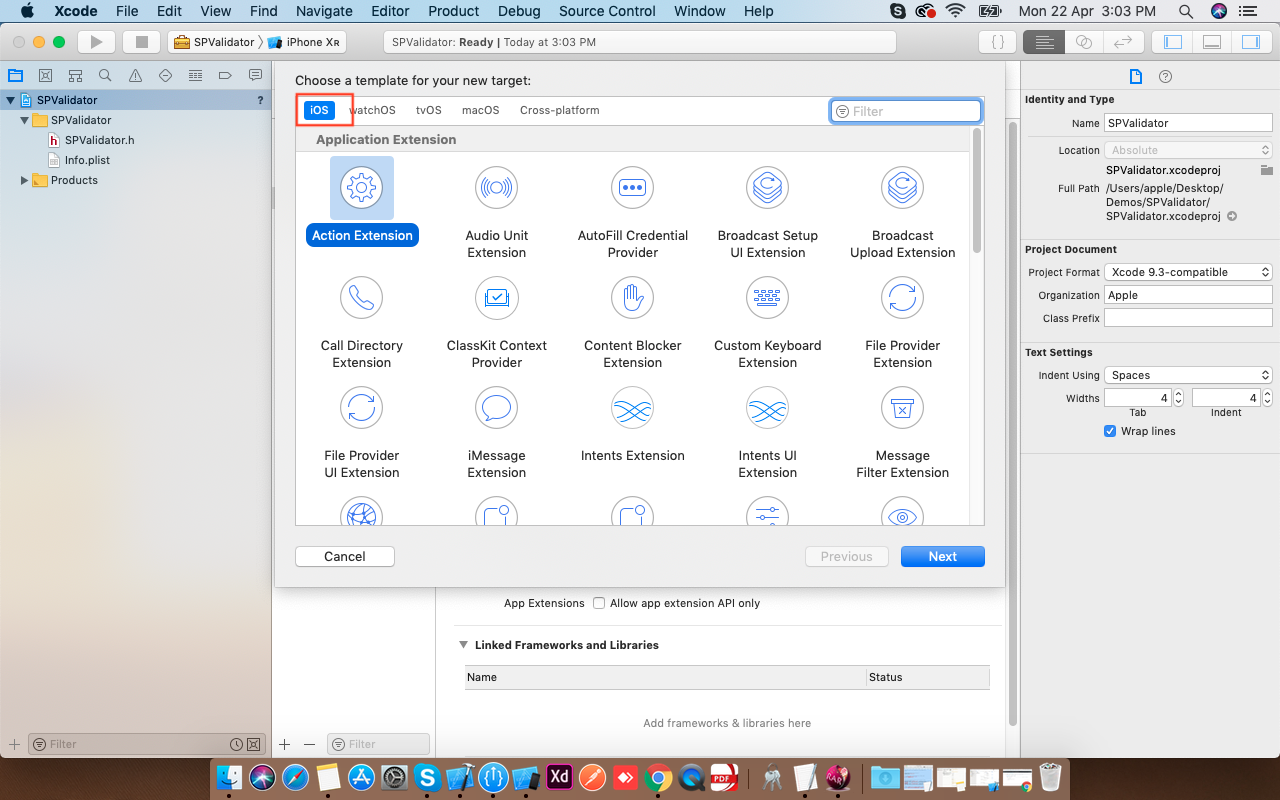 Xcode File Edit View Find Navigate Editor Product Debug Source Control Window Help Mon 22 Apr 3:03 PM
SPValidator iPhone XR SPValidator: Ready | Today at 3:03 PM
SPValidator ?
SPValidator
SPValidator.h
Info.plist
Products
Filter
Choose a template for your new target:
iOS watchOS tvOS macOS Cross-platform Filter
Application Extension
Action Extension
Audio Unit
Extension
AutoFill Credential
Provider
Broadcast Setup
UI Extension
Broadcast
Upload Extension
Call Directory
Extension
ClassKit Context
Provider
Content Blocker
Extension
Custom Keyboard
Extension
File Provider
Extension
File Provider
UI Extension
iMessage
Extension
Intents Extension
Intents UI
Extension
Message
Filter Extension
Cancel Previous Next
App Extensions Allow app extension API only
Linked Frameworks and Libraries
Name Status
Add frameworks & libraries here
Filter
Identity and Type
Name SPValidator
Location Absolute
SPValidator.xcodeproj
Full Path /Users/apple/Desktop/
Demos/SPValidator/
SPValidator.xcodeproj
Project Document
Project Format Xcode 9.3-compatible
Organization Apple
Class Prefix
Text Settings
Indent Using Spaces
Widths 4 4
Tab Indent
Wrap lines
Xd
PDF